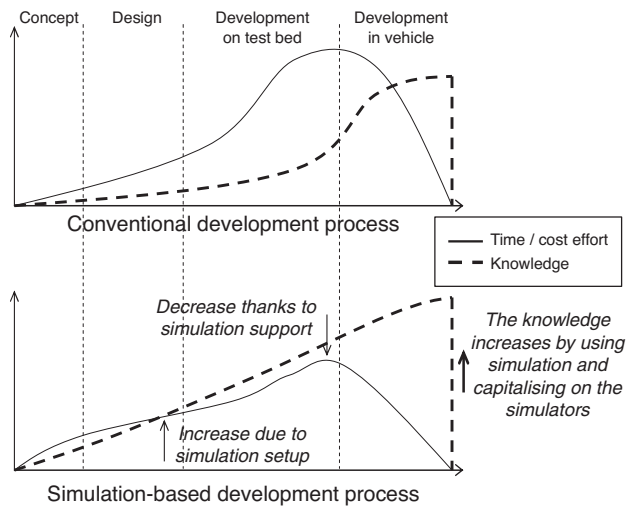 Concept
Design
Development
on test bed
Development
in vehicle
Conventional development process
Time / cost effort
Knowledge
Decrease thanks to
simulation support
The knowledge
increases by using
simulation and
capitalising on the
simulators
Increase due to
simulation setup
Simulation-based development process